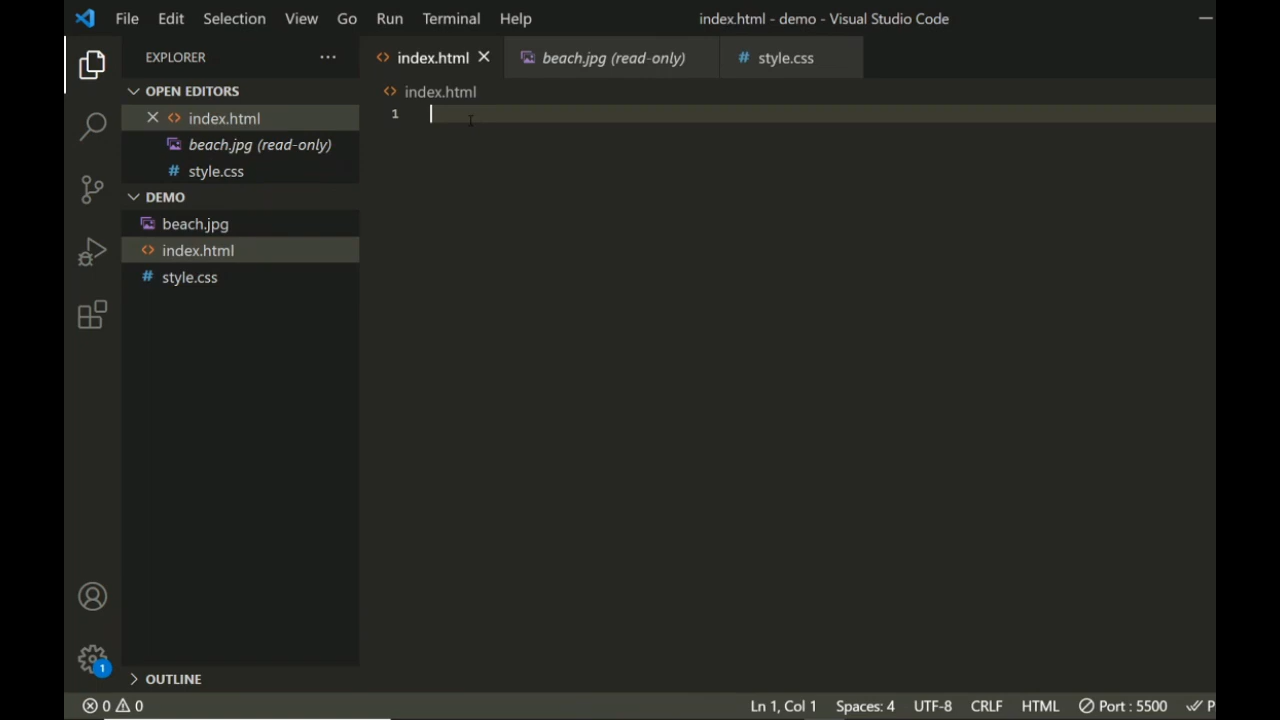 File Edit Selection View Go Run Terminal Help index.html - demo - Visual Studio Code
EXPLORER ···
index.html
beach.jpg (read-only)
# style.css
OPEN EDITORS
index.html
beach.jpg (read-only)
# style.css
DEMO
beach.jpg
index.html
# style.css
OUTLINE
index.html
1
1
0 0
Ln 1, Col 1 Spaces: 4 UTF-8 CRLF HTML Port : 5500 P